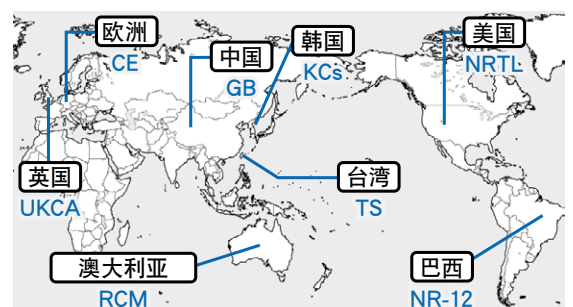 欧洲
CE
中国
GB
韩国
KCs
美国
NRTL
英国
UKCA
台湾
TS
澳大利亚
RCM
巴西
NR-12